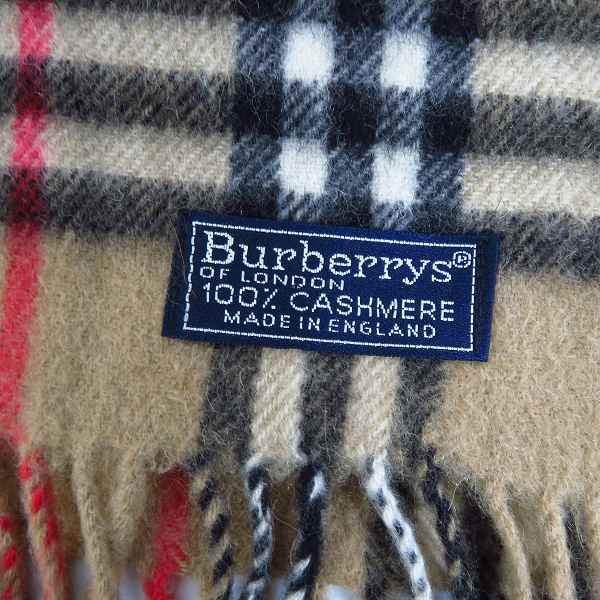 Burberrys®
OF LONDON
100% CASHMERE
MADE IN ENGLAND